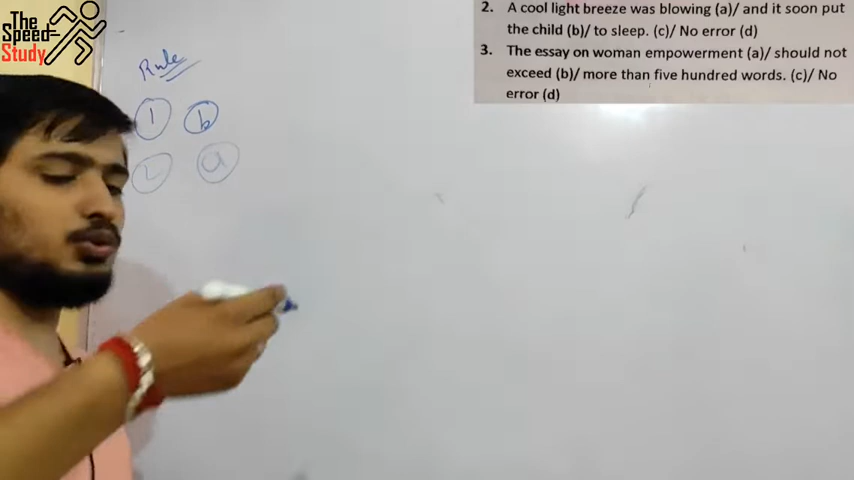 The
Speed
Study
2. A cool light breeze was blowing (a)/ and it soon put
the child (b)/ to sleep. (c)/ No error (d)
3. The essay on woman empowerment (a)/ should not
exceed (b)/ more than five hundred words. (c)/ No
error (d)
Rule
1 b
2 a